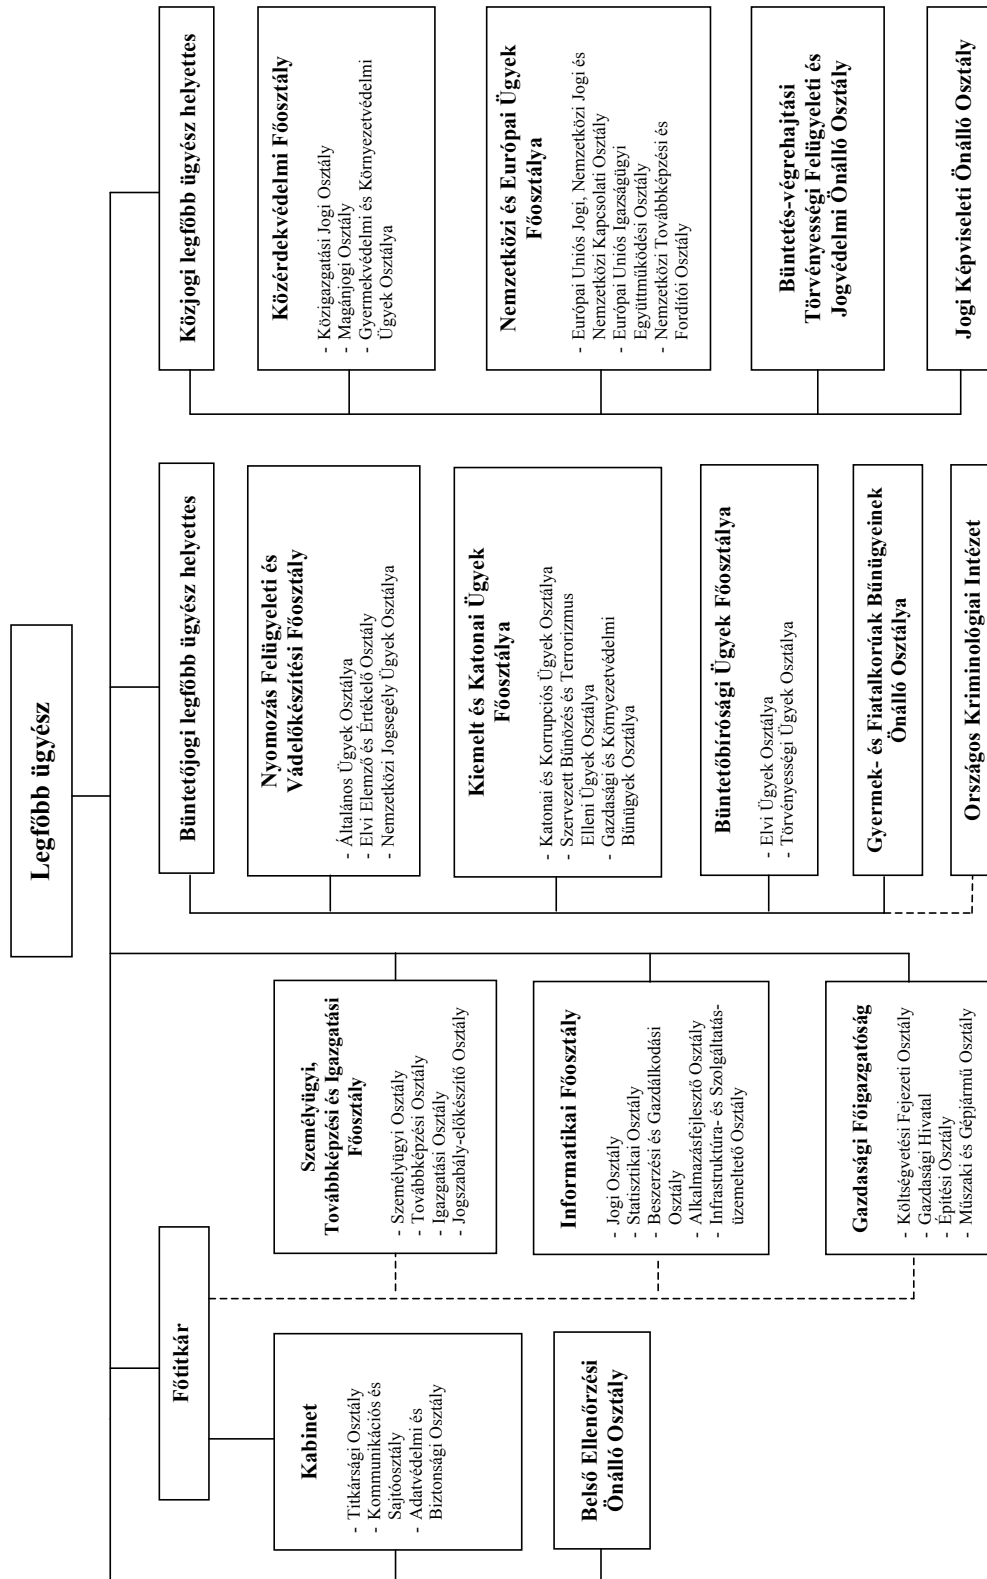 Legfőbb ügyész
Főtitkár
Kabinet
- Titkársági Osztály
- Kommunikációs és
Sajtóosztály
- Adatvédelmi és
Biztonsági Osztály
Belső Ellenőrzési
Önálló Osztály
Személyügyi,
Továbbképzési és Igazgatási
Főosztály
- Személyügyi Osztály
- Továbbképzési Osztály
- Igazgatási Osztály
- Jogszabály-előkészítő Osztály
Informatikai Főosztály
- Jogi Osztály
- Statisztikai Osztály
- Beszerzési és Gazdálkodási
Osztály
- Alkalmazásfejlesztő Osztály
- Infrastruktúra- és Szolgáltatás-
üzemeltető Osztály
Gazdasági Főigazgatóság
- Költségvetési Fejezeti Osztály
- Gazdasági Hivatal
- Építési Osztály
- Műszaki és Gépjármű Osztály
Büntetőjogi legfőbb ügyész helyettes
Nyomozás Felügyeleti és
Vádelőkészítési Főosztály
- Általános Ügyek Osztálya
- Elvi Elemző és Értékelő Osztály
- Nemzetközi Jogsegély Ügyek Osztálya
Kiemelt és Katonai Ügyek
Főosztálya
- Katonai és Korrupciós Ügyek Osztálya
- Szervezett Bűnözés és Terrorizmus
Elleni Ügyek Osztálya
- Gazdasági és Környezetvédelmi
Bűnügyek Osztálya
Büntetőbírósági Ügyek Főosztálya
- Elvi Ügyek Osztálya
- Törvényességi Ügyek Osztálya
Gyermek- és Fiatalkorúak Bűnügyeinek
Önálló Osztálya
Országos Kriminológiai Intézet
Közjogi legfőbb ügyész helyettes
Közérdekvédelmi Főosztály
- Közigazgatási Jogi Osztály
- Magánjogi Osztály
- Gyermekvédelmi és Környezetvédelmi
Ügyek Osztálya
Nemzetközi és Európai Ügyek
Főosztálya
- Európai Uniós Jogi, Nemzetközi Jogi és
Nemzetközi Kapcsolati Osztály
- Európai Uniós Igazságügyi
Együttműködési Osztály
- Nemzetközi Továbbképzési és
Fordítói Osztály
Büntetés-végrehajtási
Törvényességi Felügyeleti és
Jogvédelmi Önálló Osztály
Jogi Képviseleti Önálló Osztály